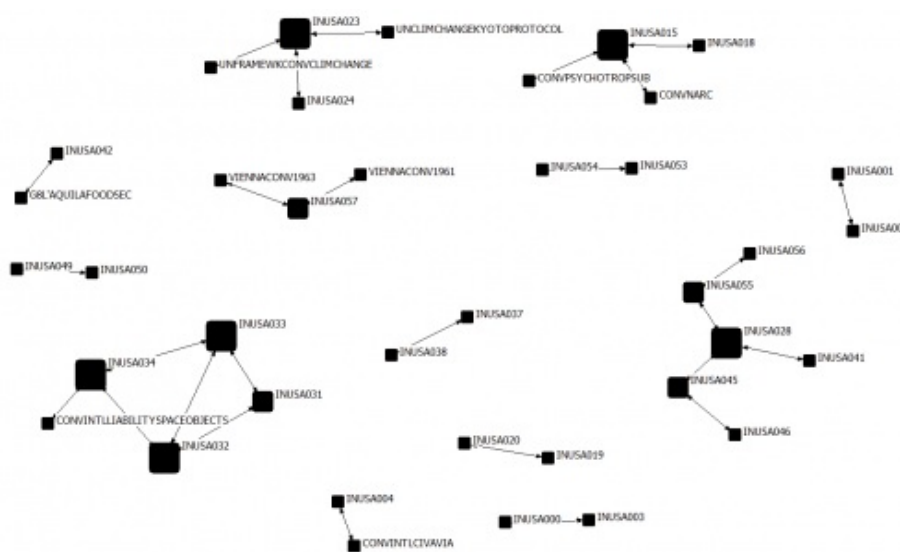 INUSA023
UNCLIMCHANGEKYOTOPROTOCOL
UNFRAMEWKCONVCLIMCHANGE
INUSA024
INUSA015
INUSA018
CONVPSYCHOTROPSUB
CONVNARC
INUSA042
G8L'AQUILAFOODSEC
VIENNACONV1963
VIENNACONV1961
INUSA057
INUSA054
INUSA053
INUSA001
INUSA00
INUSA049
INUSA050
INUSA056
INUSA055
INUSA028
INUSA041
INUSA045
INUSA046
INUSA033
INUSA034
INUSA031
CONVINTLLIABILITYSPACEOBJECTS
INUSA032
INUSA037
INUSA038
INUSA020
INUSA019
INUSA004
CONVINTLCIVAVIA
INUSA000
INUSA003